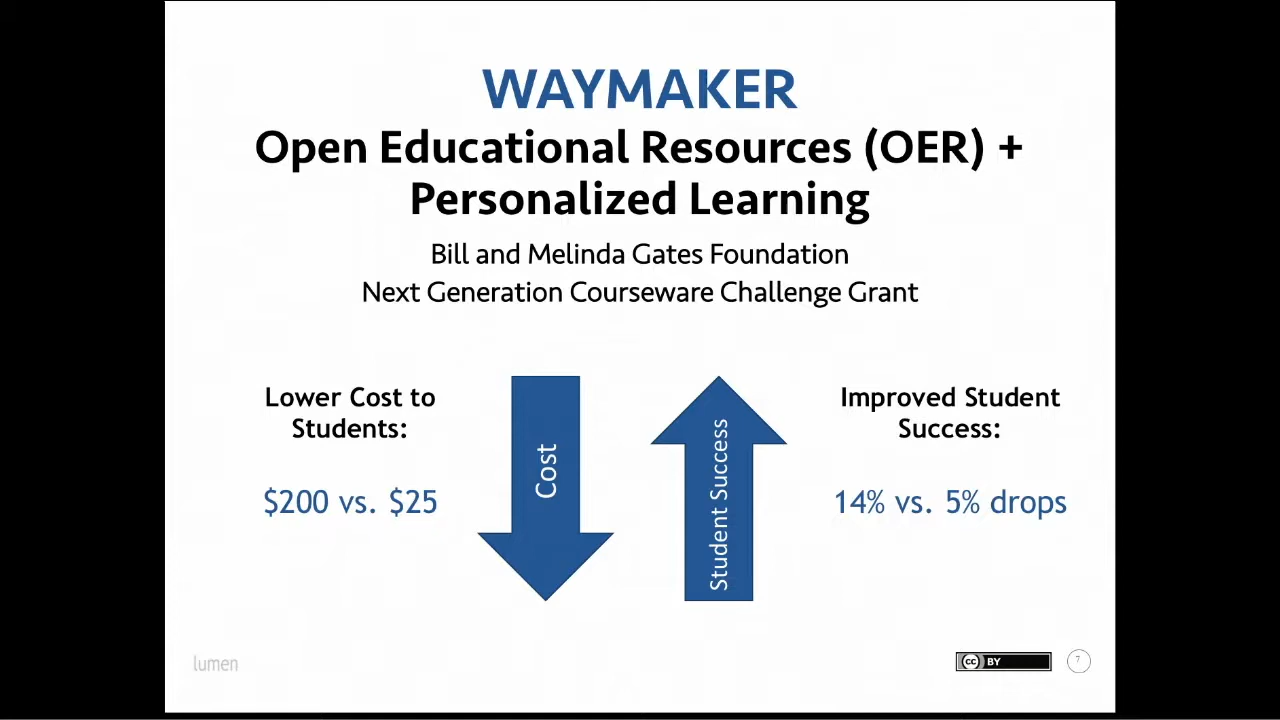 WAYMAKER
Open Educational Resources (OER) +
Personalized Learning
Bill and Melinda Gates Foundation
Next Generation Courseware Challenge Grant
Lower Cost to
Students:
$200 vs. $25
Cost
Student Success
Improved Student
Success:
14% vs. 5% drops
lumen
cc BY
7